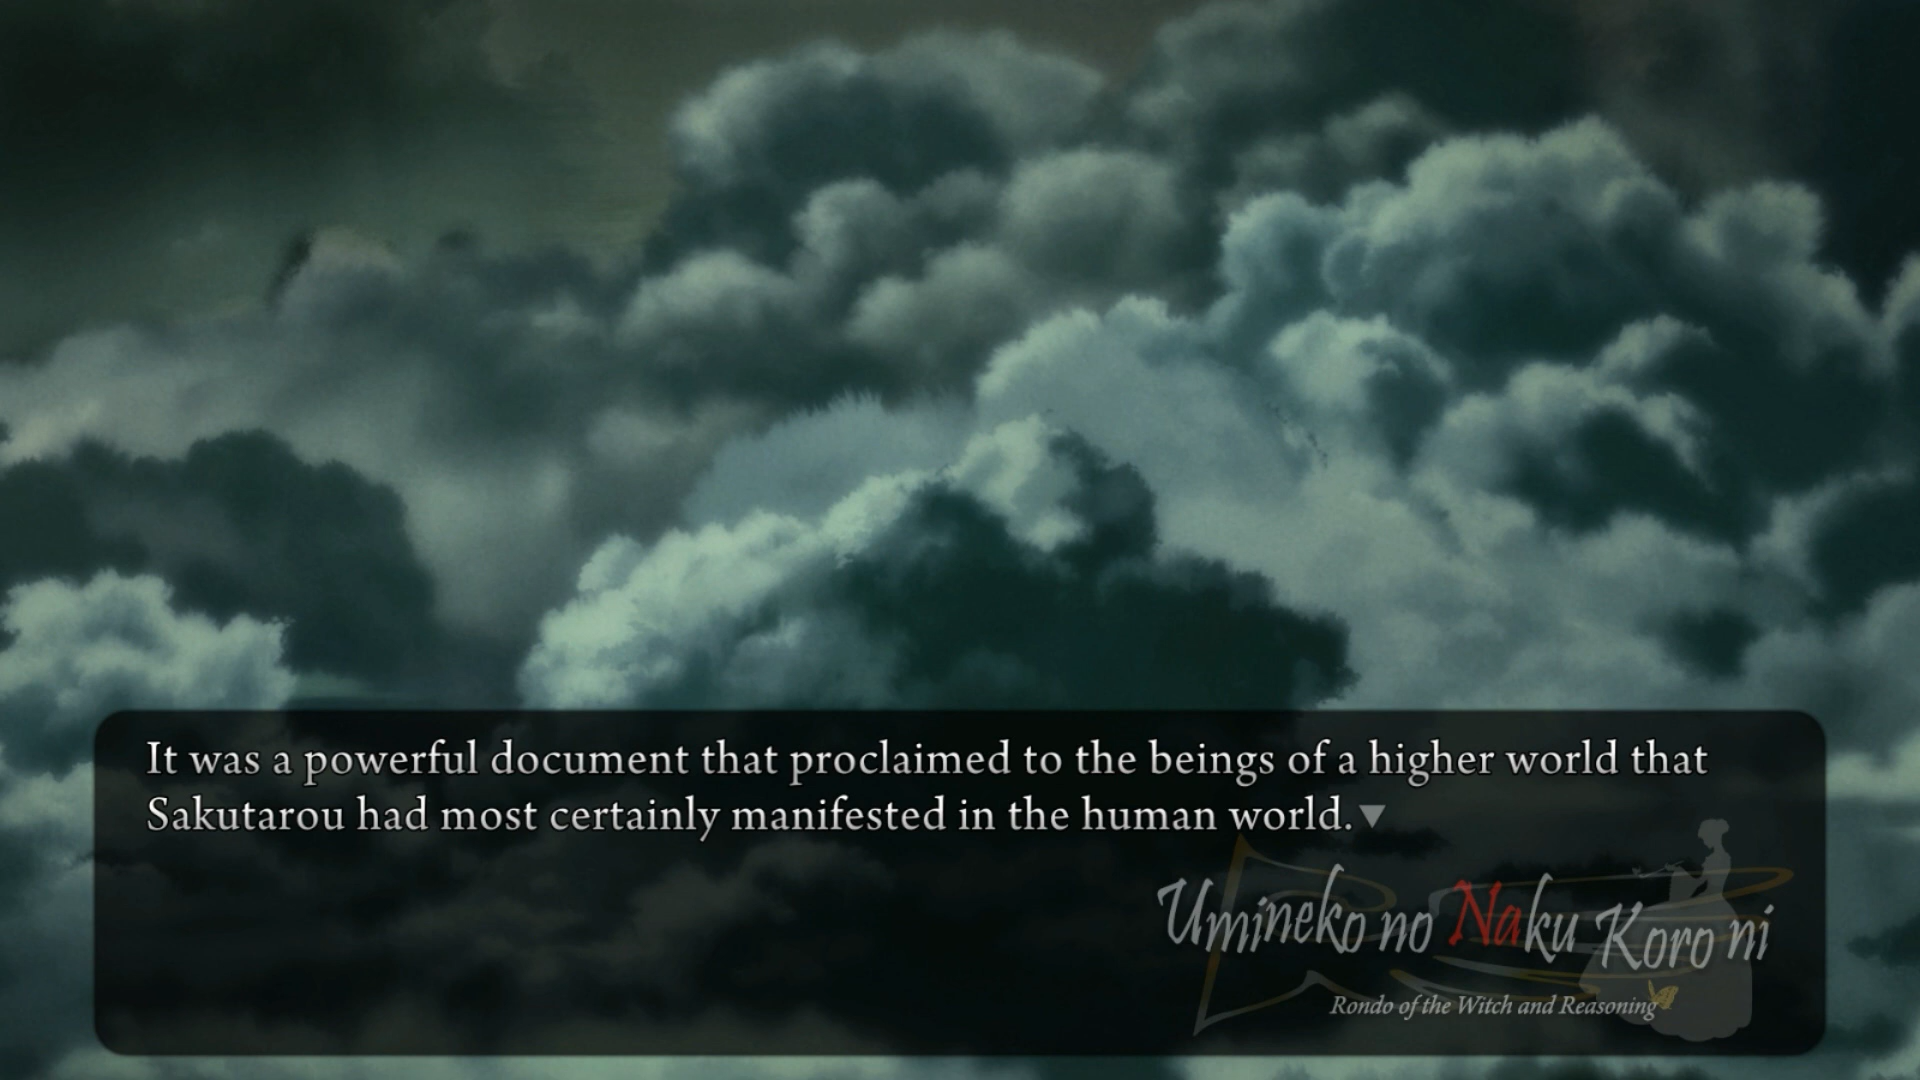 It was a powerful document that proclaimed to the beings of a higher world that
Sakutarou had most certainly manifested in the human world.
Umineko no Naku Koro ni
Rondo of the Witch and Reasoning